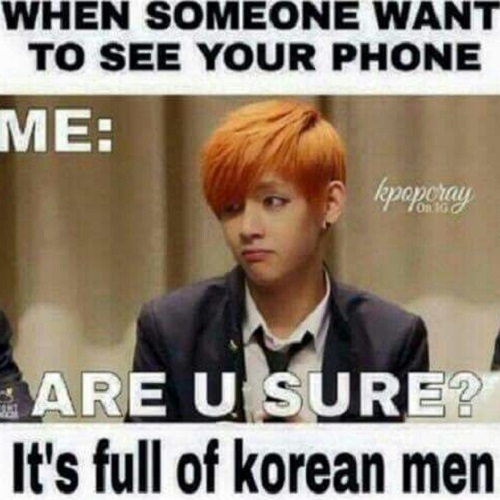 WHEN SOMEONE WANT
TO SEE YOUR PHONE
ME:
kpopcray
On IG
ARE U SURE?
It's full of korean men